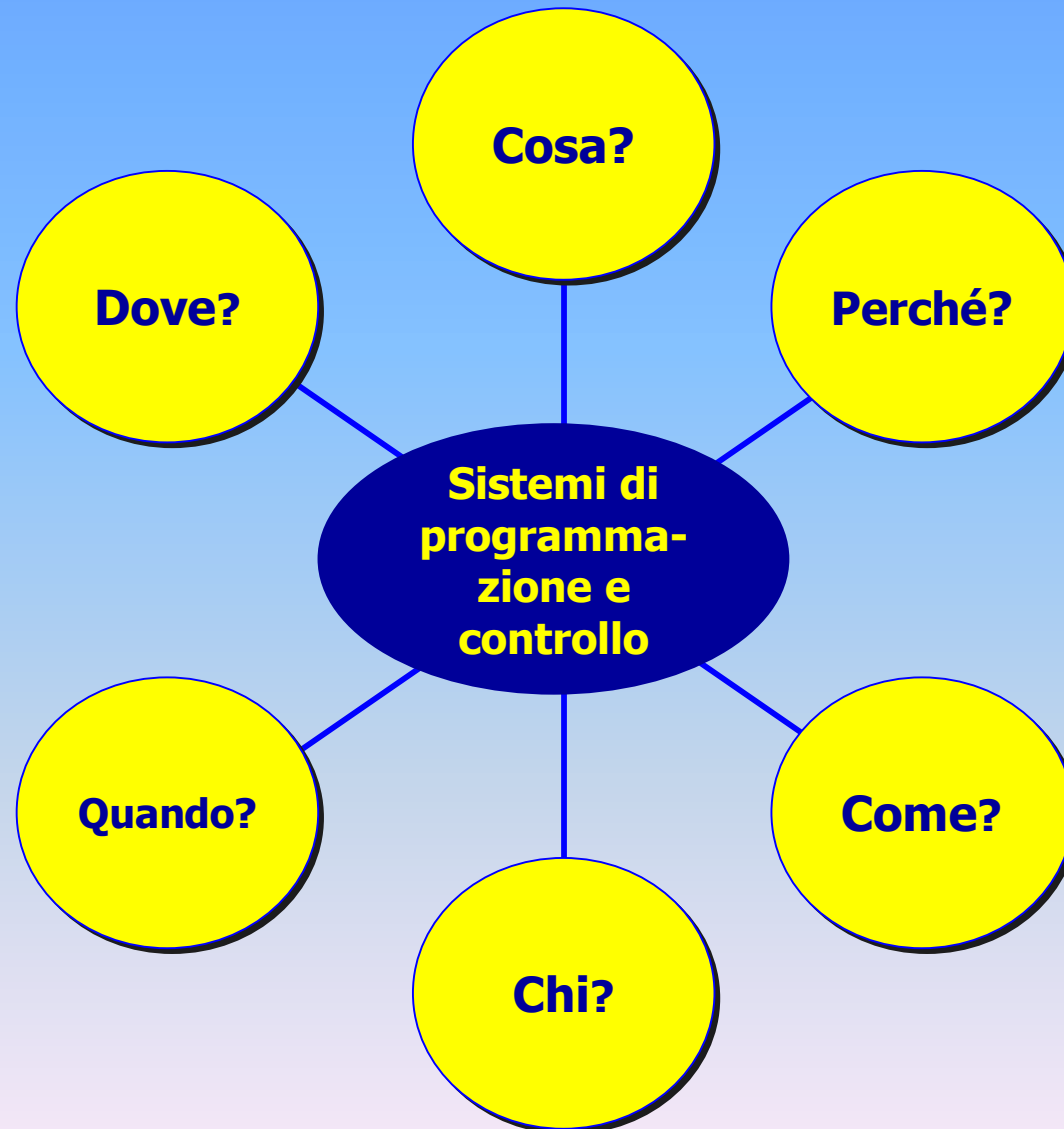 Cosa?
Dove?
Perché?
Sistemi di
programma-
zione e
controllo
Quando?
Come?
Chi?